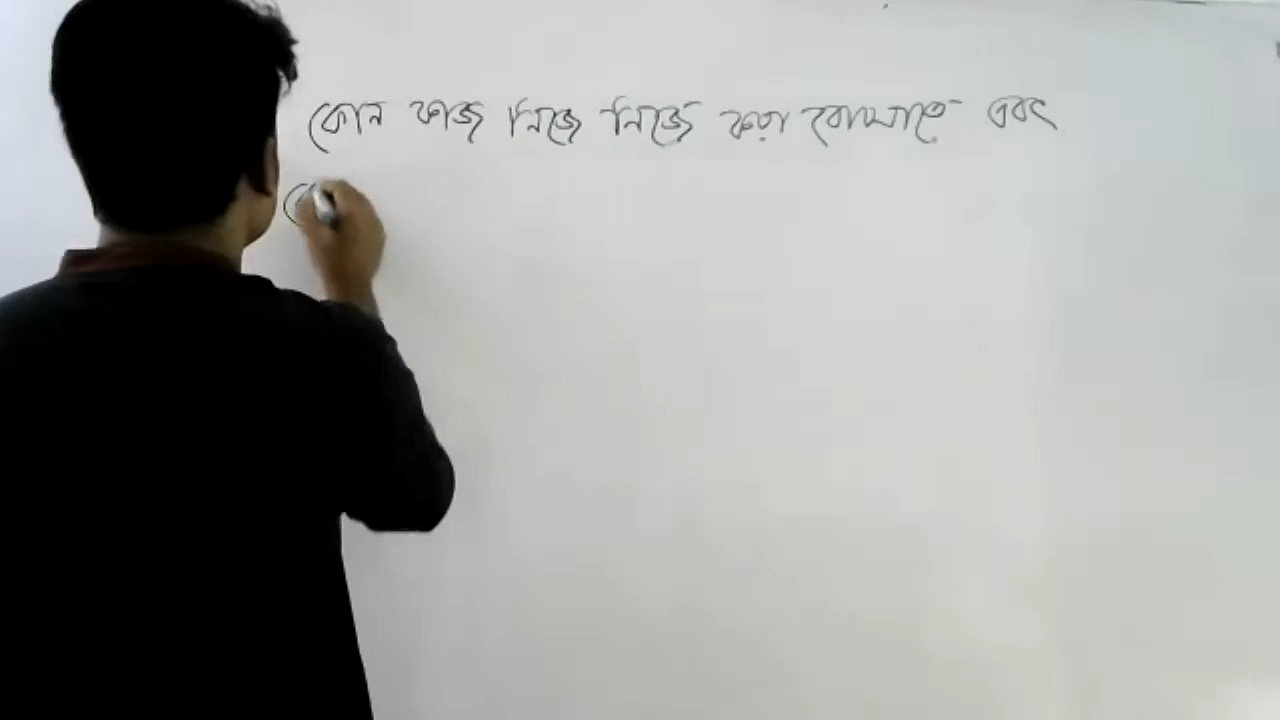 কোন কাজ নিজে নিজে করা বোঝাতে এবং